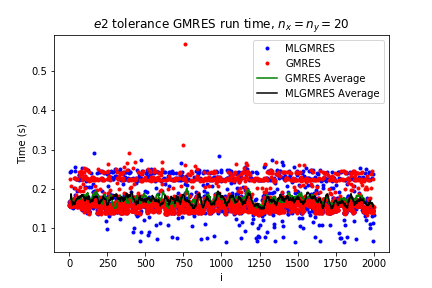 e2 tolerance GMRES run time, n_x = n_y = 20
MLGMRES
GMRES
GMRES Average
MLGMRES Average
Time (s)
0.5
0.4
0.3
0.2
0.1
0 250 500 750 1000 1250 1500 1750 2000
i